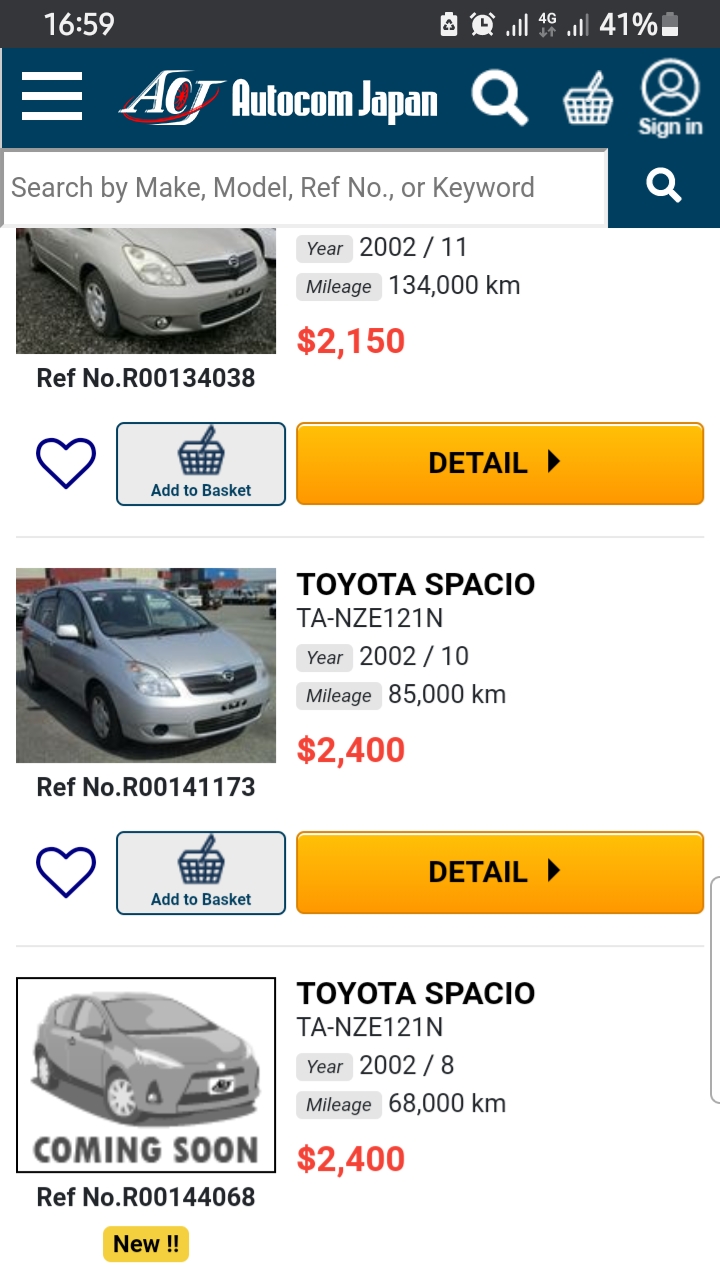 16:59
4G
41%
ACJ Autocom Japan
Sign in
Search by Make, Model, Ref No., or Keyword
Year 2002 / 11
Mileage 134,000 km
$2,150
Ref No.R00134038
Add to Basket
DETAIL
TOYOTA SPACIO
TA-NZE121N
Year 2002 / 10
Mileage 85,000 km
$2,400
Ref No.R00141173
Add to Basket
DETAIL
TOYOTA SPACIO
TA-NZE121N
Year 2002 / 8
Mileage 68,000 km
$2,400
COMING SOON
Ref No.R00144068
New !!